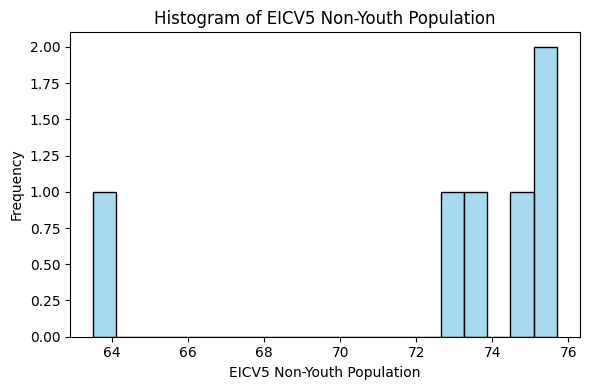 Histogram of EICV5 Non-Youth Population
2.00
1.75
1.50
1.25
1.00
0.75
0.50
0.25
0.00
Frequency
64 66 68 70 72 74 76
EICV5 Non-Youth Population